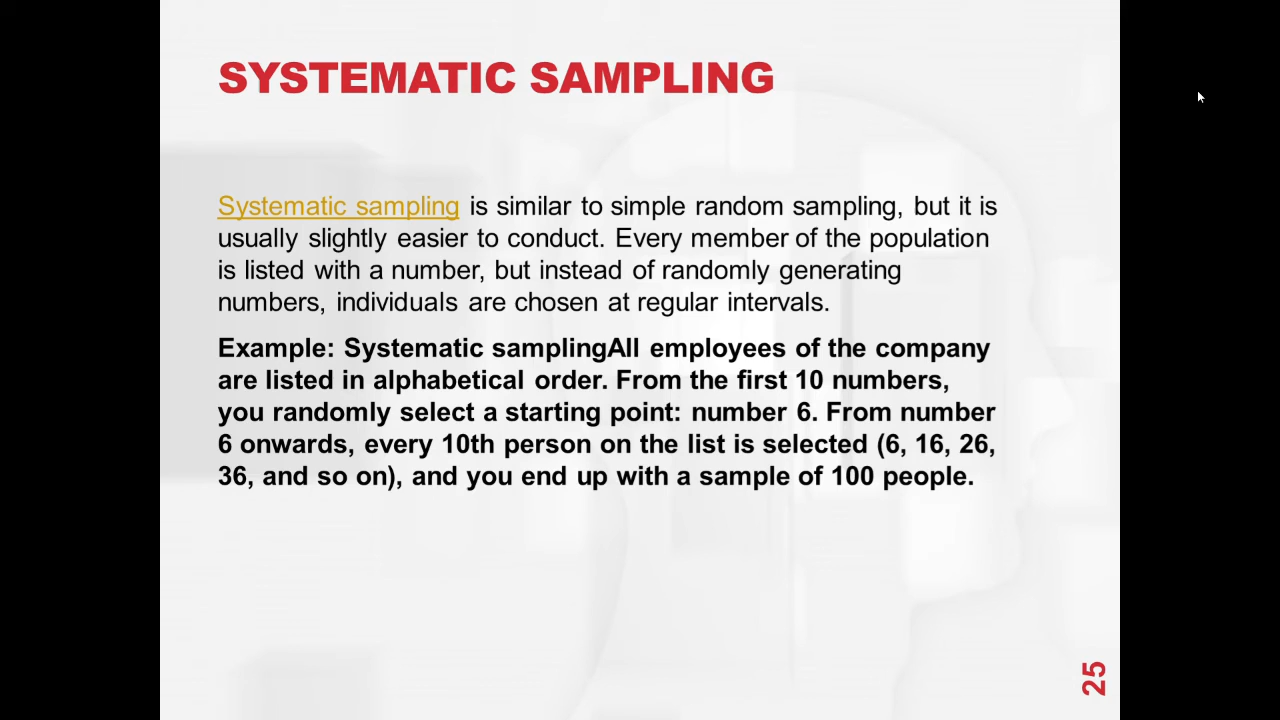 SYSTEMATIC SAMPLING
Systematic sampling is similar to simple random sampling, but it is
usually slightly easier to conduct. Every member of the population
is listed with a number, but instead of randomly generating
numbers, individuals are chosen at regular intervals.
Example: Systematic samplingAll employees of the company
are listed in alphabetical order. From the first 10 numbers,
you randomly select a starting point: number 6. From number
6 onwards, every 10th person on the list is selected (6, 16, 26,
36, and so on), and you end up with a sample of 100 people.
25